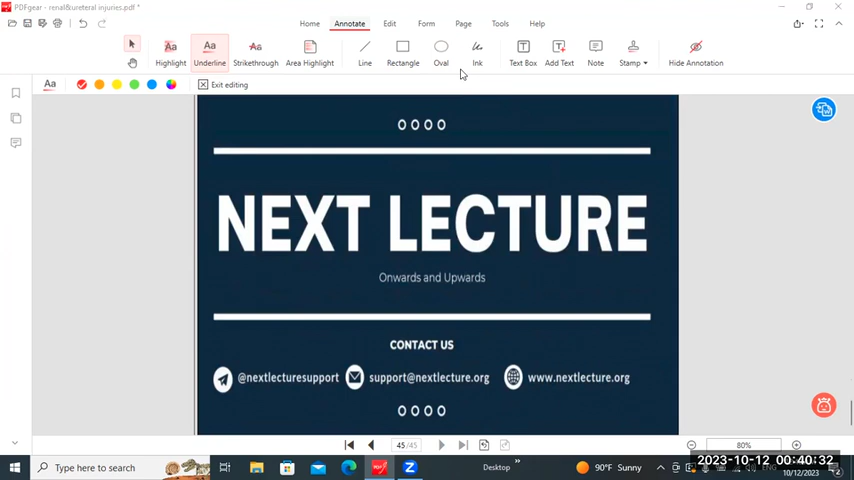 PDFgear - renal&ureteral injuries.pdf *
Home Annotate Edit Form Page Tools Help
Highlight Underline Strikethrough Area Highlight Line Rectangle Oval Ink Text Box Add Text Note Stamp Hide Annotation
Exit editing
NEXT LECTURE
Onwards and Upwards
CONTACT US
@nextlecturesupport support@nextlecture.org www.nextlecture.org
45 /45 80%
Type here to search Desktop 90°F Sunny
2023-10-12 00:40:32
10/12/2023